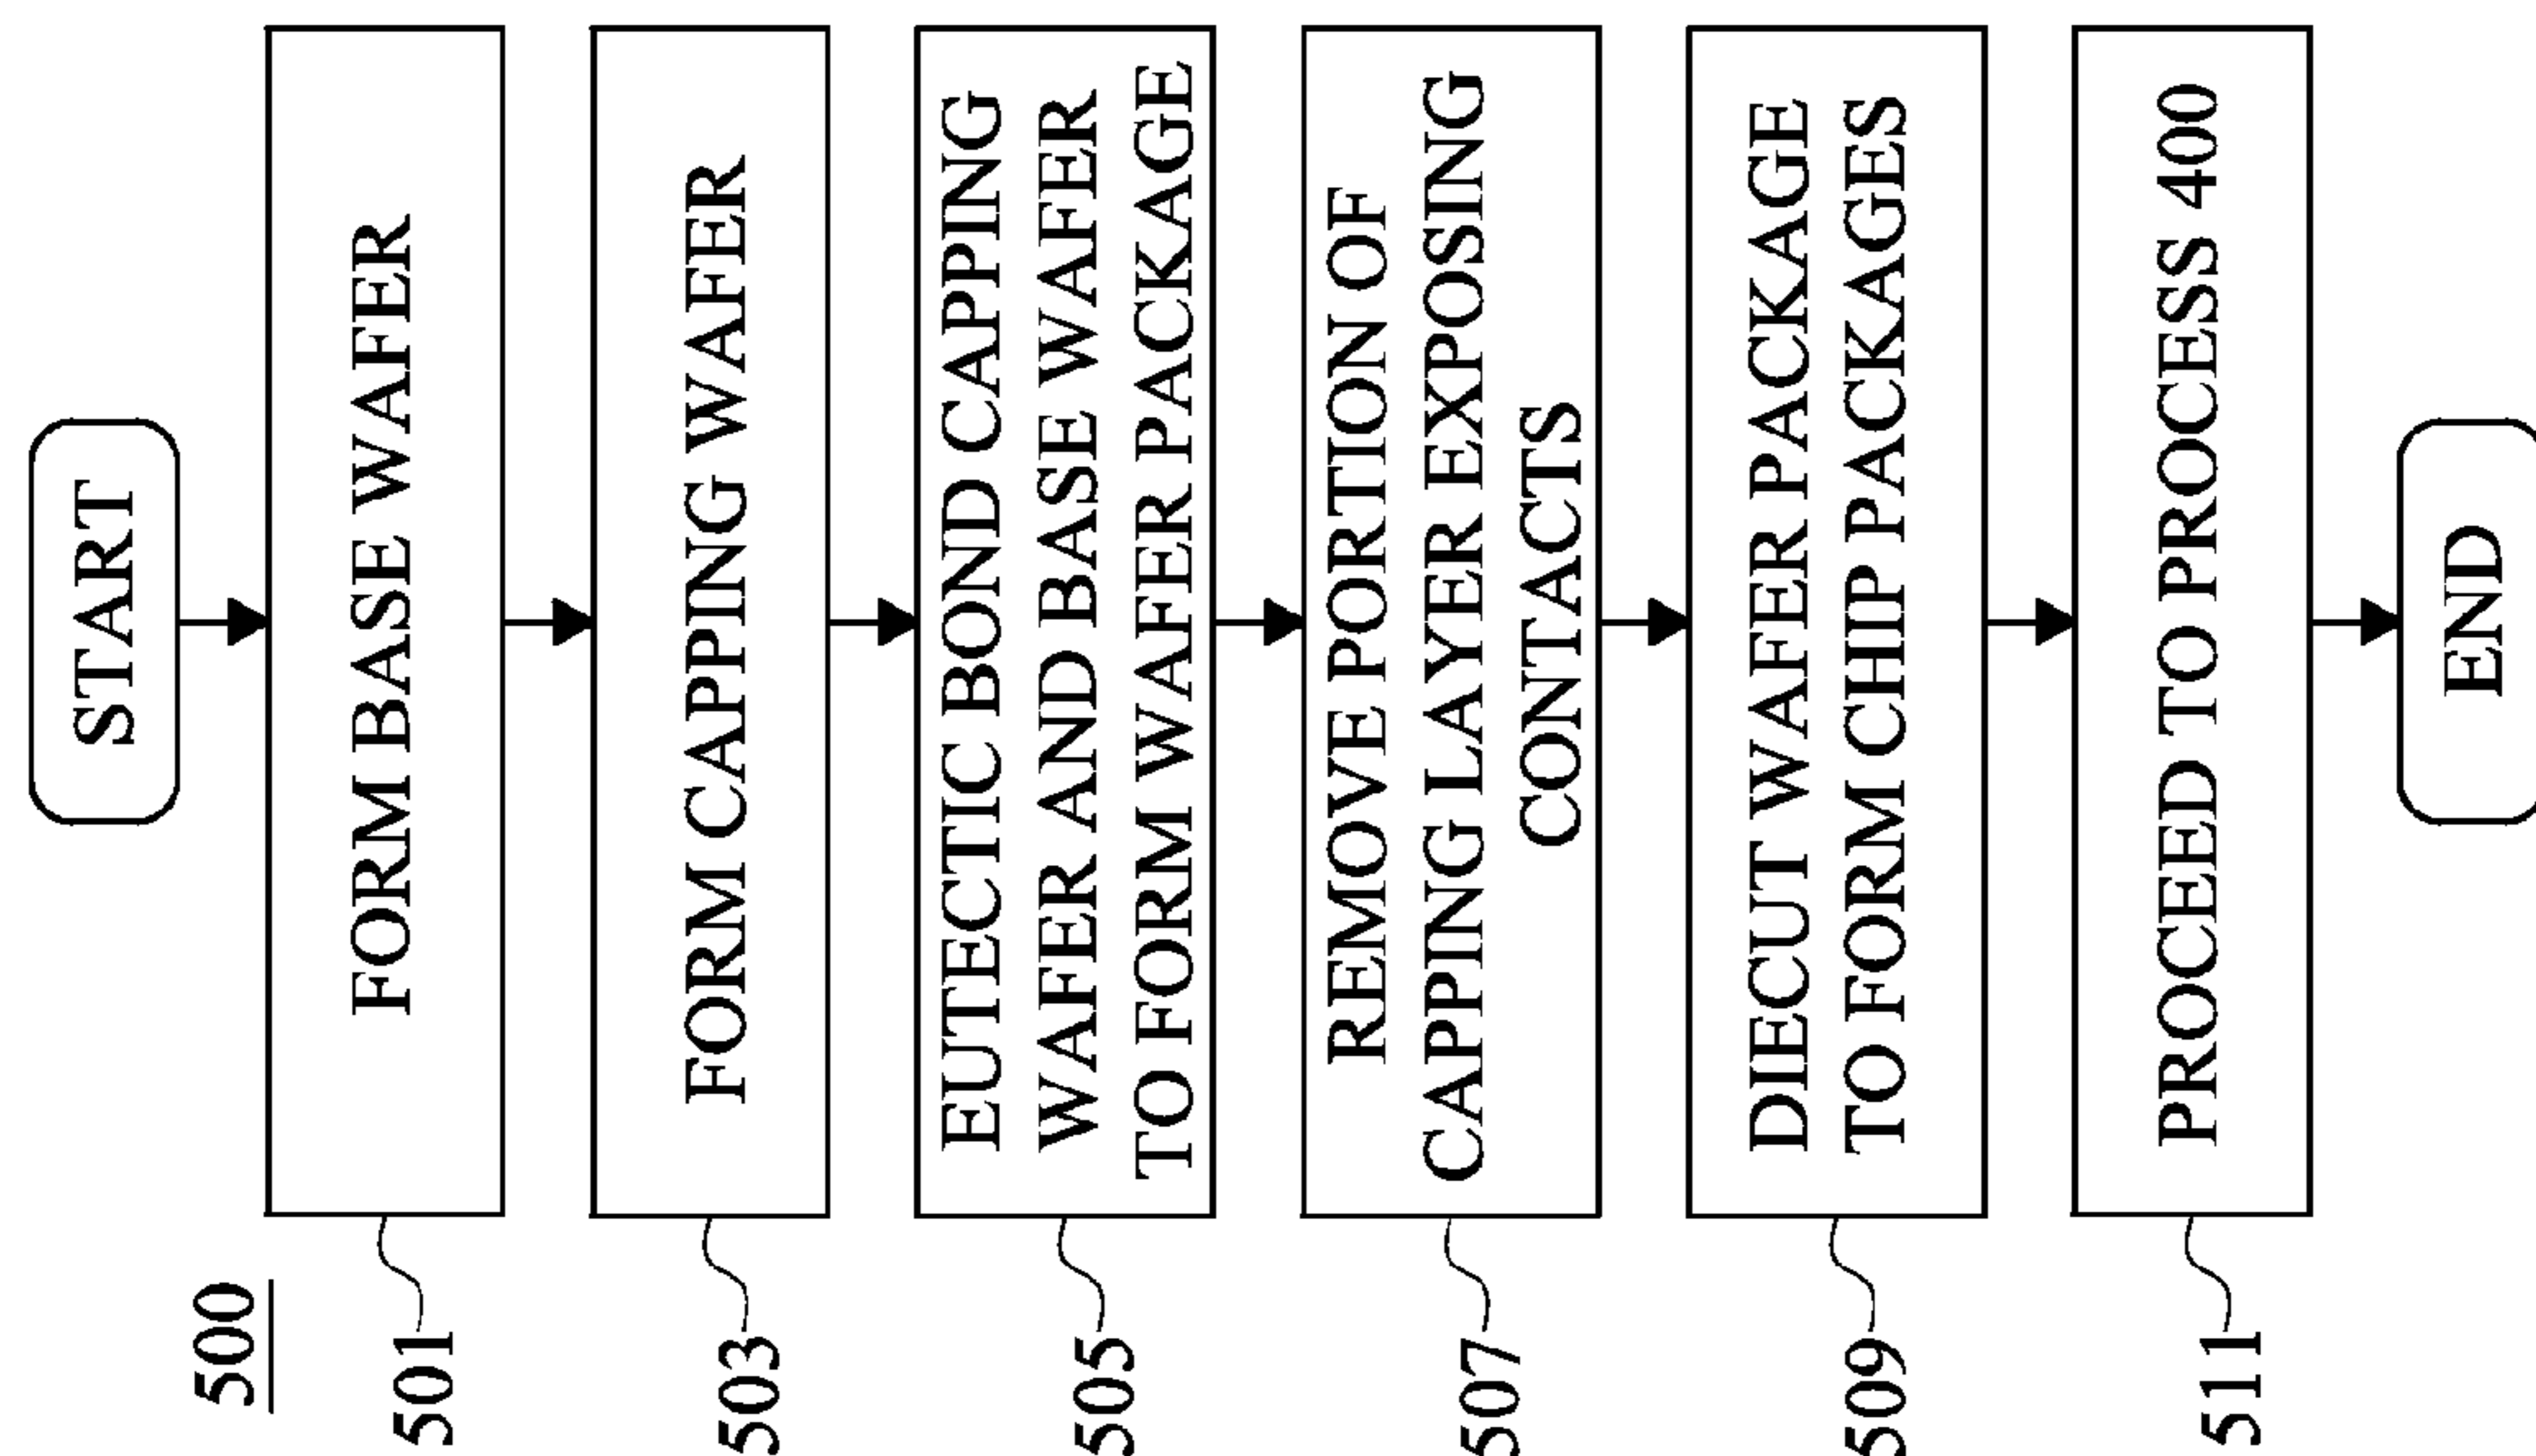 500
START
501
FORM BASE WAFER
503
FORM CAPPING WAFER
505
EUTECTIC BOND CAPPING
WAFER AND BASE WAFER
TO FORM WAFER PACKAGE
507
REMOVE PORTION OF
CAPPING LAYER EXPOSING
CONTACTS
509
DIECUT WAFER PACKAGE
TO FORM CHIP PACKAGES
511
PROCEED TO PROCESS 400
END